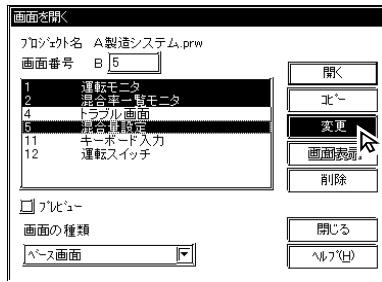 画面を開く
プロジェクト名 A製造システム.prw
画面番号 B 5
1 運転モニタ
2 混合率一覧モニタ
4 トラブル画面
5 混合量設定
11 キーボード入力
12 運転スイッチ
プレビュー
画面の種類
ベース画面
開く
コピー
変更
画面表示
削除
閉じる
ヘルプ(H)